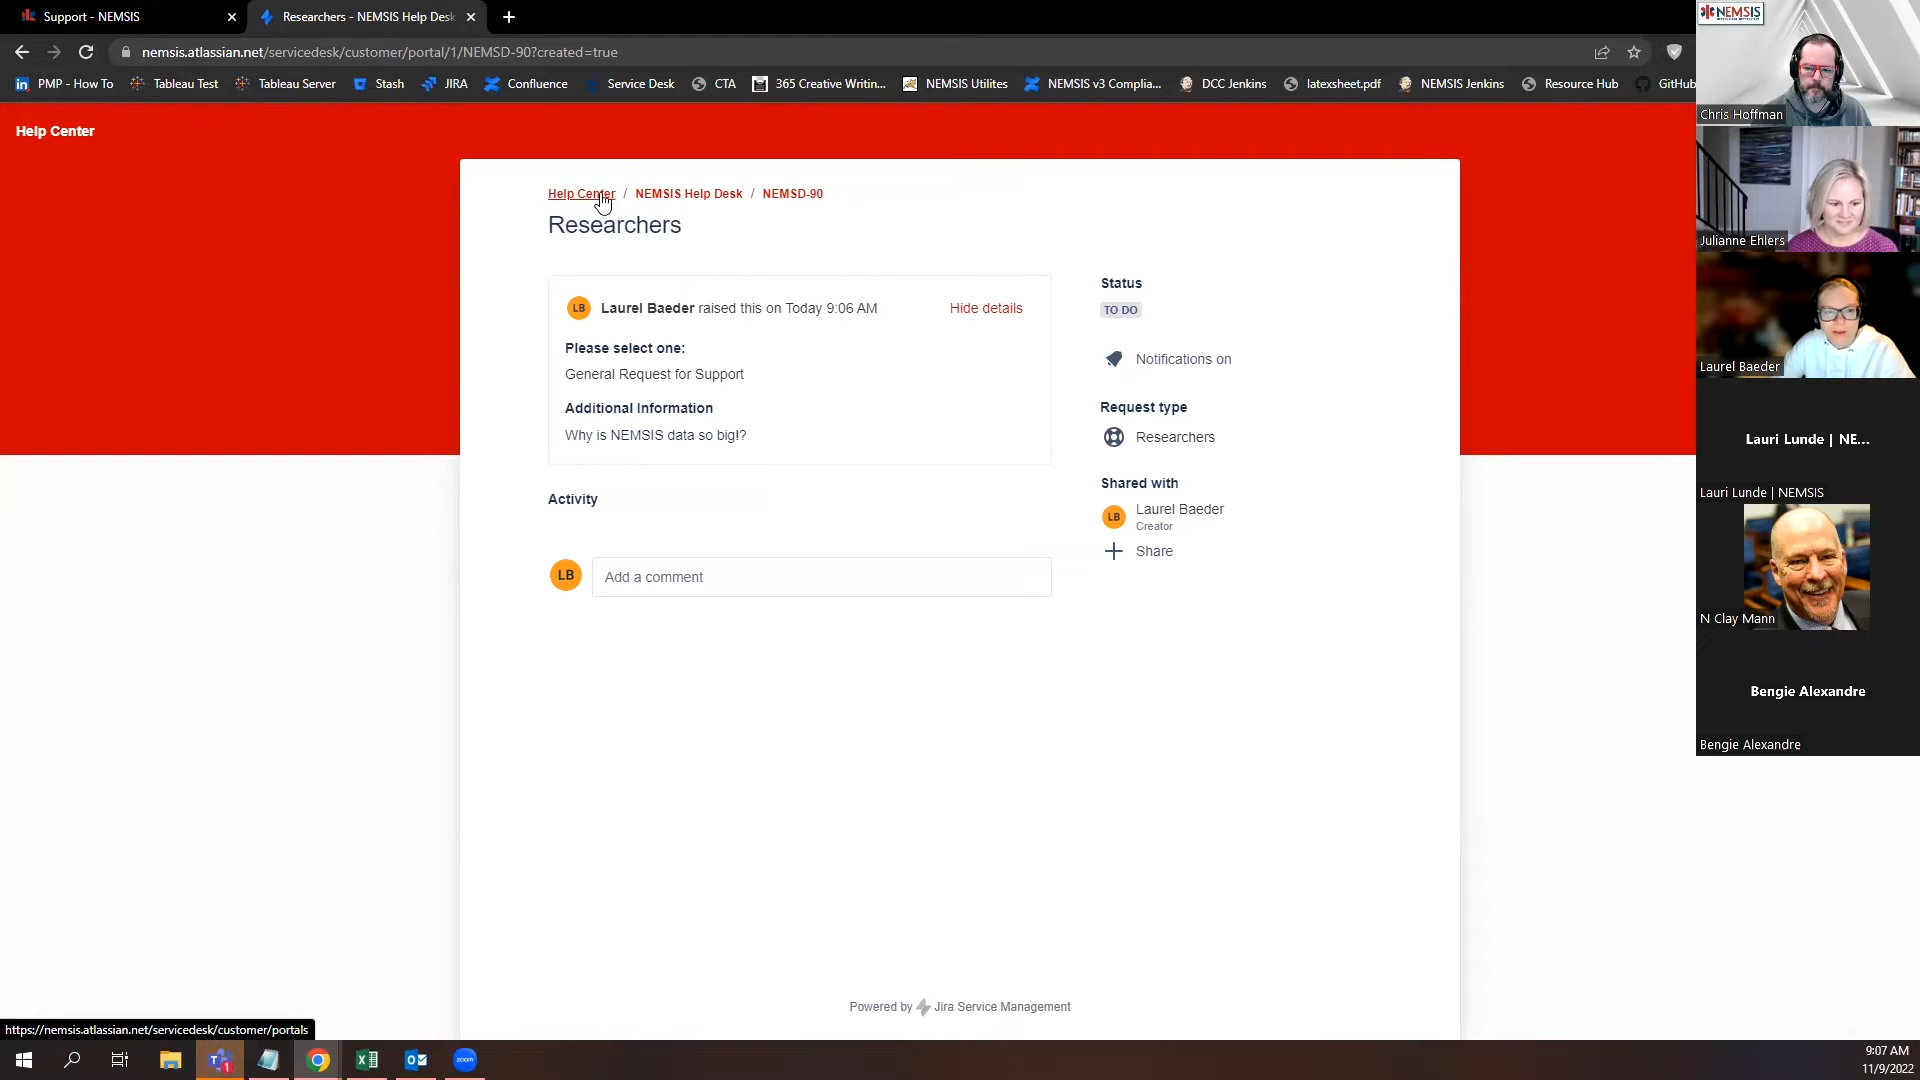 Support - NEMSIS
Researchers - NEMSIS Help Desk
nemsis.atlassian.net/servicedesk/customer/portal/1/NEMSD-90?created=true
PMP - How To
Tableau Test
Tableau Server
Stash
JIRA
Confluence
Service Desk
CTA
365 Creative Writin...
NEMSIS Utilites
NEMSIS v3 Complia...
DCC Jenkins
latexsheet.pdf
NEMSIS Jenkins
Resource Hub
GitHub
Help Center
Help Center / NEMSIS Help Desk / NEMSD-90
Researchers
LB Laurel Baeder raised this on Today 9:06 AM
Hide details
Please select one:
General Request for Support
Additional Information
Why is NEMSIS data so big!?
Activity
LB Add a comment
Status
TO DO
Notifications on
Request type
Researchers
Shared with
LB Laurel Baeder
Creator
Share
Powered by Jira Service Management
https://nemsis.atlassian.net/servicedesk/customer/portals
NEMSIS
Chris Hoffman
Julianne Ehlers
Laurel Baeder
Lauri Lunde | NE...
Lauri Lunde | NEMSIS
N Clay Mann
Bengie Alexandre
Bengie Alexandre
zoom
9:07 AM
11/9/2022